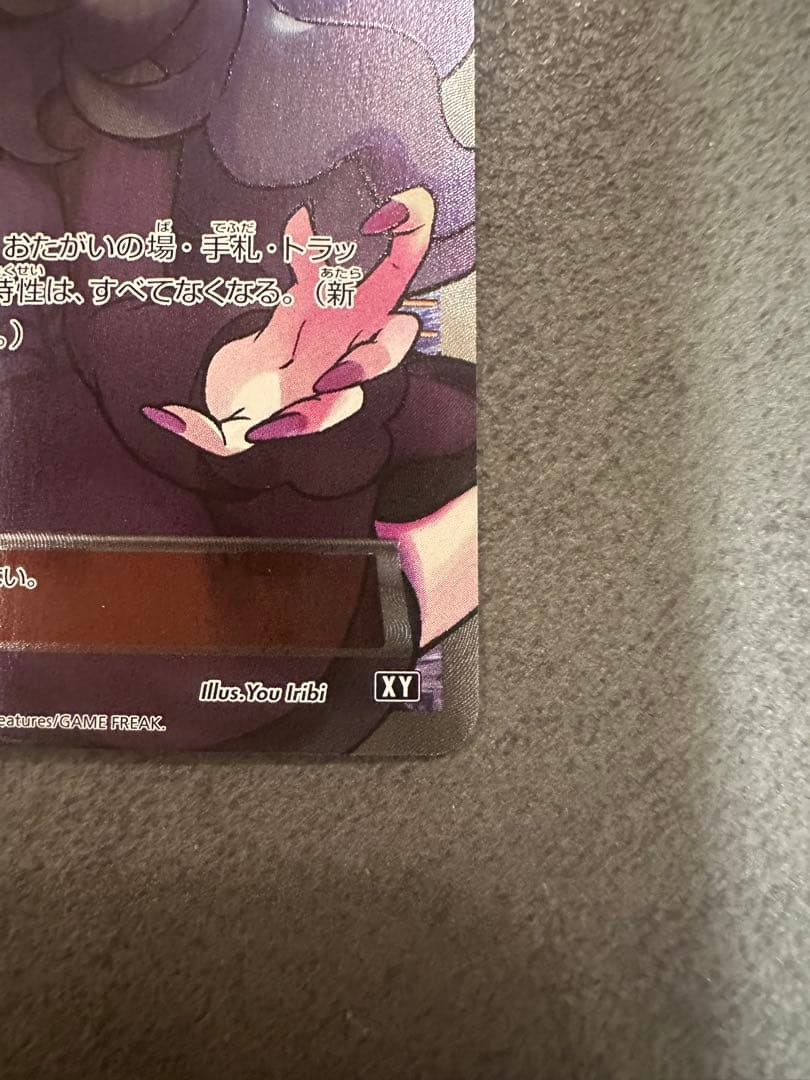 おたがいの場・手札・トラッ
特性は、すべてなくなる。（新
。）
い。
Illus.You Iribi
XY
eatures/GAME FREAK.